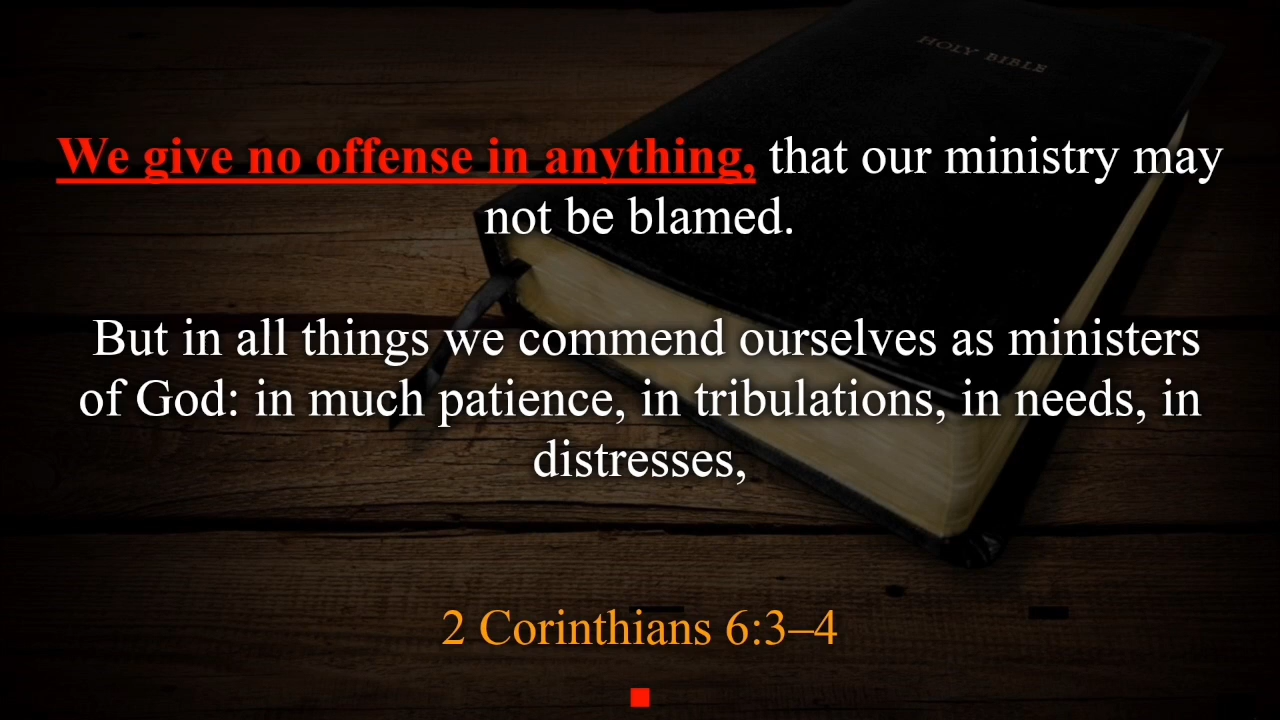 HOLY BIBLE
We give no offense in anything, that our ministry may
not be blamed.
But in all things we commend ourselves as ministers
of God: in much patience, in tribulations, in needs, in
distresses,
2 Corinthians 6:3–4